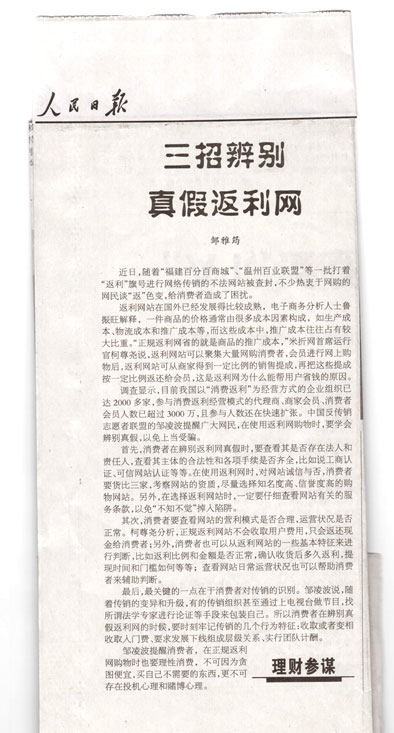 人民日报
三招辨别
真假返利网
邹雅筠
近日，随着“福建百分百商城”、“温州百业联盟”等一批打着
“返利”旗号进行网络传销的不法网站被查封，不少热衷于网购的
网民谈“返”色变，给消费者造成了困扰。
返利网站在国外已经发展得比较成熟，电子商务分析人士鲁
振旺解释，一件商品的价格通常由很多成本因素构成，如生产成
本、物流成本和推广成本等，而这些成本中，推广成本往往占有较
大比重。“正规返利网省的就是商品的推广成本，”米折网首席运行
官柯尊尧说，返利网站可以聚集大量网购消费者，会员进行网上购
物后，返利网站可以从商家得到一定比例的销售提成，再把这些提成
按一定比例返还给会员，这是返利网为什么能帮用户省钱的原因。
调查显示，目前我国以“消费返利”为经营方式的企业组织已
达2000多家，参与消费返利经营模式的代理商、商家会员、消费者
会员人数已超过3000万，且参与人数还在快速扩张。中国反传销
志愿者联盟的邹凌波提醒广大网民，在使用返利网购物时，要学会
辨别真假，以免上当受骗。
首先，消费者在辨别返利网真假时，要查看其是否存在法人和
责任人，查看其主体的合法性和各项手续是否齐全，比如说工商认
证、可信网站认证等等。在使用返利网时，对网站诚信与否，消费者
要货比三家，考察网站的资质，尽量选择知名度高、信誉度高的购
物网站。另外，在选择返利网站时，一定要仔细查看网站有关的服
务条款，以免“不知不觉”掉入陷阱。
其次，消费者要查看网站的营利模式是否合理，运营状况是否
正常。柯尊尧分析，正规返利网站不会收取用户费用，只会返还现
金给消费者；另外，消费者也可以从返利网站的一些基本特征来进
行判断，比如返利比例和金额是否正常，确认收货后多久返利，提
现时间和门槛如何等等；查看网站日常运营状况也可以帮助消费
者来辅助判断。
最后，最关键的一点在于消费者对传销的识别。邹凌波说，随
着传销的变异和升级，有的传销组织甚至通过上电视台做节目，找
所谓法学专家进行论证等手段来包装自己。所以消费者在辨别真
假返利网的时候，要时刻牢记传销的几个行为特征：收取或者变相
收取入门费、要求发展下线组成层级关系、实行团队计酬。
邹凌波提醒消费者，在正规返利
网购物时也要理性消费，不可因为贪
图便宜，买自己不需要的东西，更不可
存在投机心理和赌博心理。
理财参谋